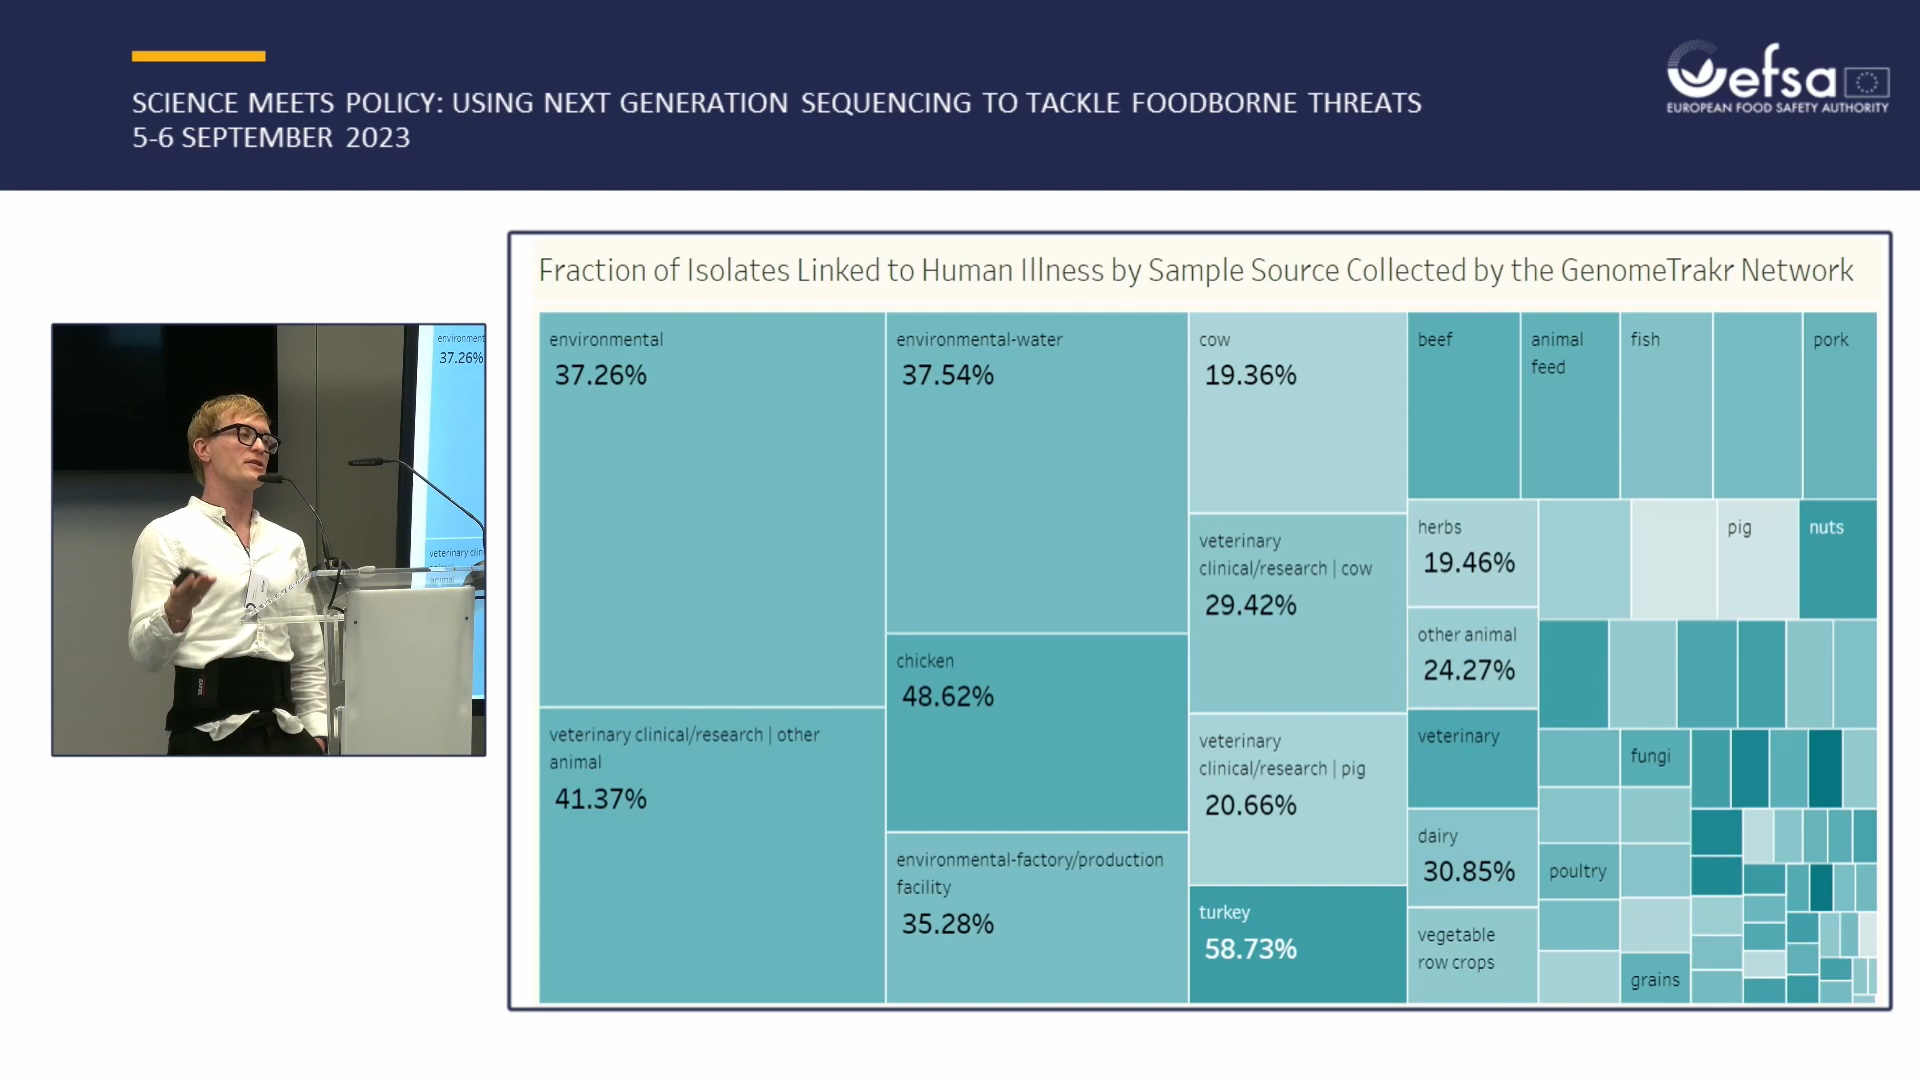 SCIENCE MEETS POLICY: USING NEXT GENERATION SEQUENCING TO TACKLE FOODBORNE THREATS
5-6 SEPTEMBER 2023
efsa
EUROPEAN FOOD SAFETY AUTHORITY
Fraction of Isolates Linked to Human Illness by Sample Source Collected by the GenomeTrakr Network
environmental
37.26%
veterinary clinical/research | other
animal
41.37%
environmental-water
37.54%
chicken
48.62%
environmental-factory/production
facility
35.28%
cow
19.36%
veterinary
clinical/research | cow
29.42%
veterinary
clinical/research | pig
20.66%
turkey
58.73%
beef
animal
feed
fish
pork
herbs
19.46%
pig
nuts
other animal
24.27%
veterinary
fungi
dairy
30.85%
poultry
vegetable
row crops
grains
environment
37.26%
veterinary clin
animal